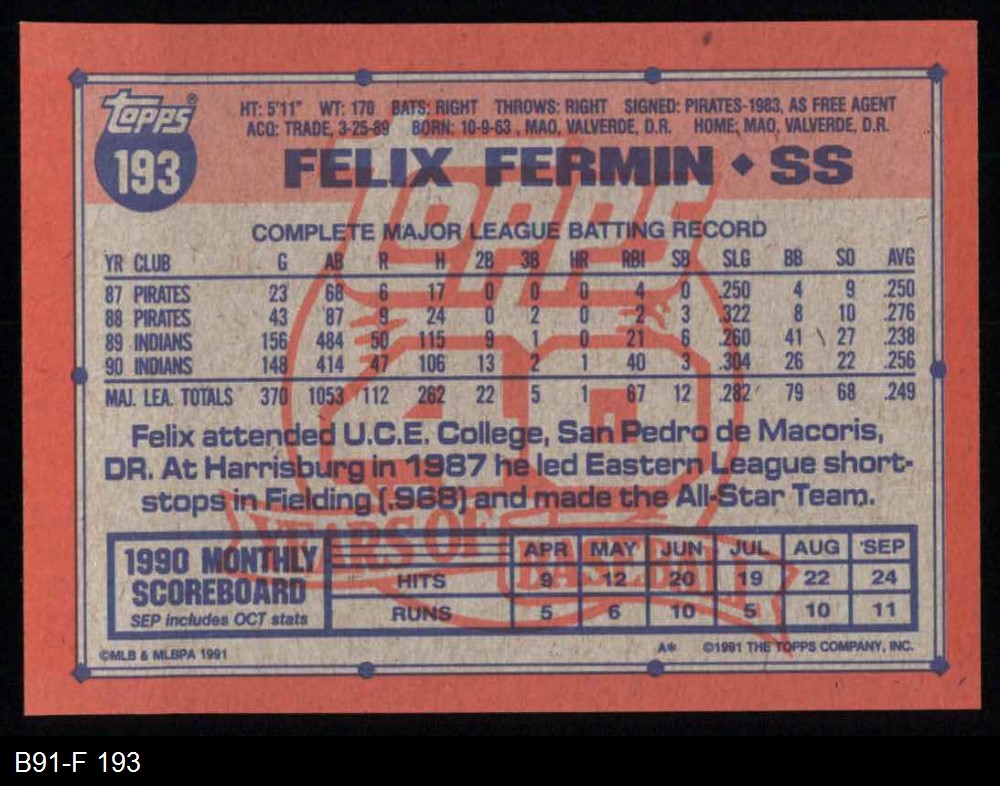 Topps®
193
HT: 5'11" WT: 170 BATS: RIGHT THROWS: RIGHT SIGNED: PIRATES-1983, AS FREE AGENT
ACQ: TRADE, 3-25-89 BORN: 10-9-63, MAO, VALVERDE, D.R. HOME: MAO, VALVERDE, D.R.
FELIX FERMIN ◆ SS
COMPLETE MAJOR LEAGUE BATTING RECORD
YR CLUB G AB R H 2B 3B HR RBI SB SLG BB SO AVG
87 PIRATES 23 68 6 17 0 0 0 4 0 .250 4 9 .250
88 PIRATES 43 87 9 24 0 2 0 2 3 .322 8 10 .276
89 INDIANS 156 484 50 115 9 1 0 21 6 .260 41 27 .238
90 INDIANS 148 414 47 106 13 2 1 40 3 .304 26 22 .256
MAJ. LEA. TOTALS 370 1053 112 262 22 5 1 67 12 .282 79 68 .249
Felix attended U.C.E. College, San Pedro de Macoris,
DR. At Harrisburg in 1987 he led Eastern League short-
stops in Fielding (.968) and made the All-Star Team.
Topps
40
YEARS OF BASEBALL
1990 MONTHLY
SCOREBOARD
SEP includes OCT stats
APR MAY JUN JUL AUG SEP
HITS 9 12 20 19 22 24
RUNS 5 6 10 5 10 11
©MLB & MLBPA 1991 A* ©1991 THE TOPPS COMPANY, INC.
B91-F 193